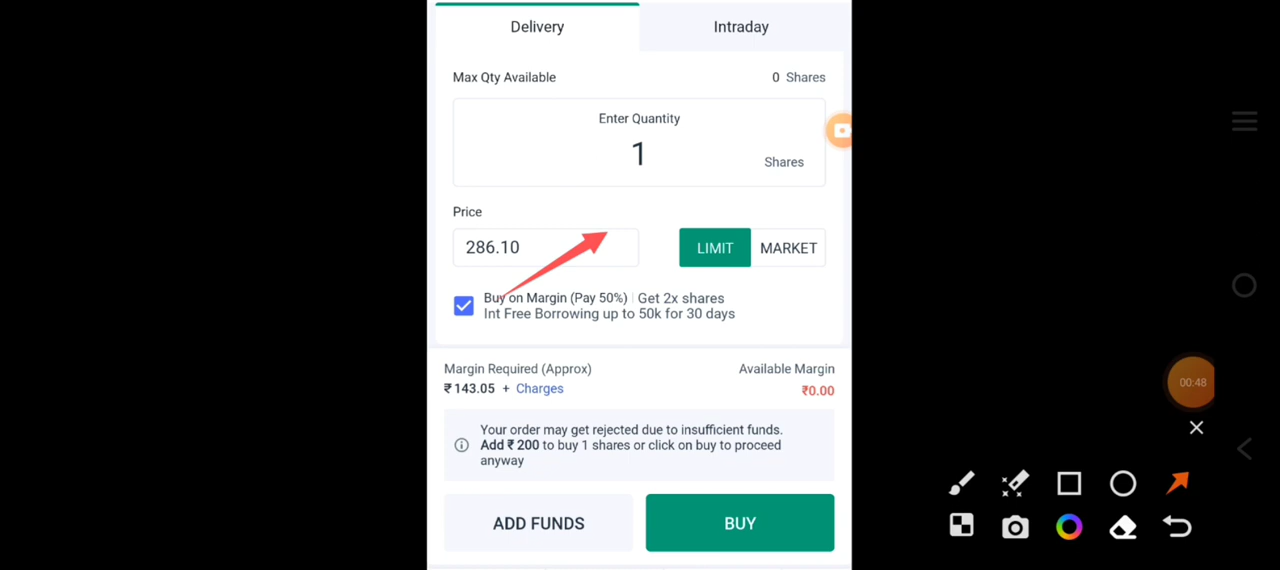 Delivery
Intraday
Max Qty Available
0 Shares
Enter Quantity
1
Shares
Price
286.10
LIMIT
MARKET
Buy on Margin (Pay 50%) | Get 2x shares
Int Free Borrowing up to 50k for 30 days
Margin Required (Approx)
Available Margin
₹143.05 + Charges
₹0.00
Your order may get rejected due to insufficient funds.
Add ₹ 200 to buy 1 shares or click on buy to proceed
anyway
ADD FUNDS
BUY
00:48